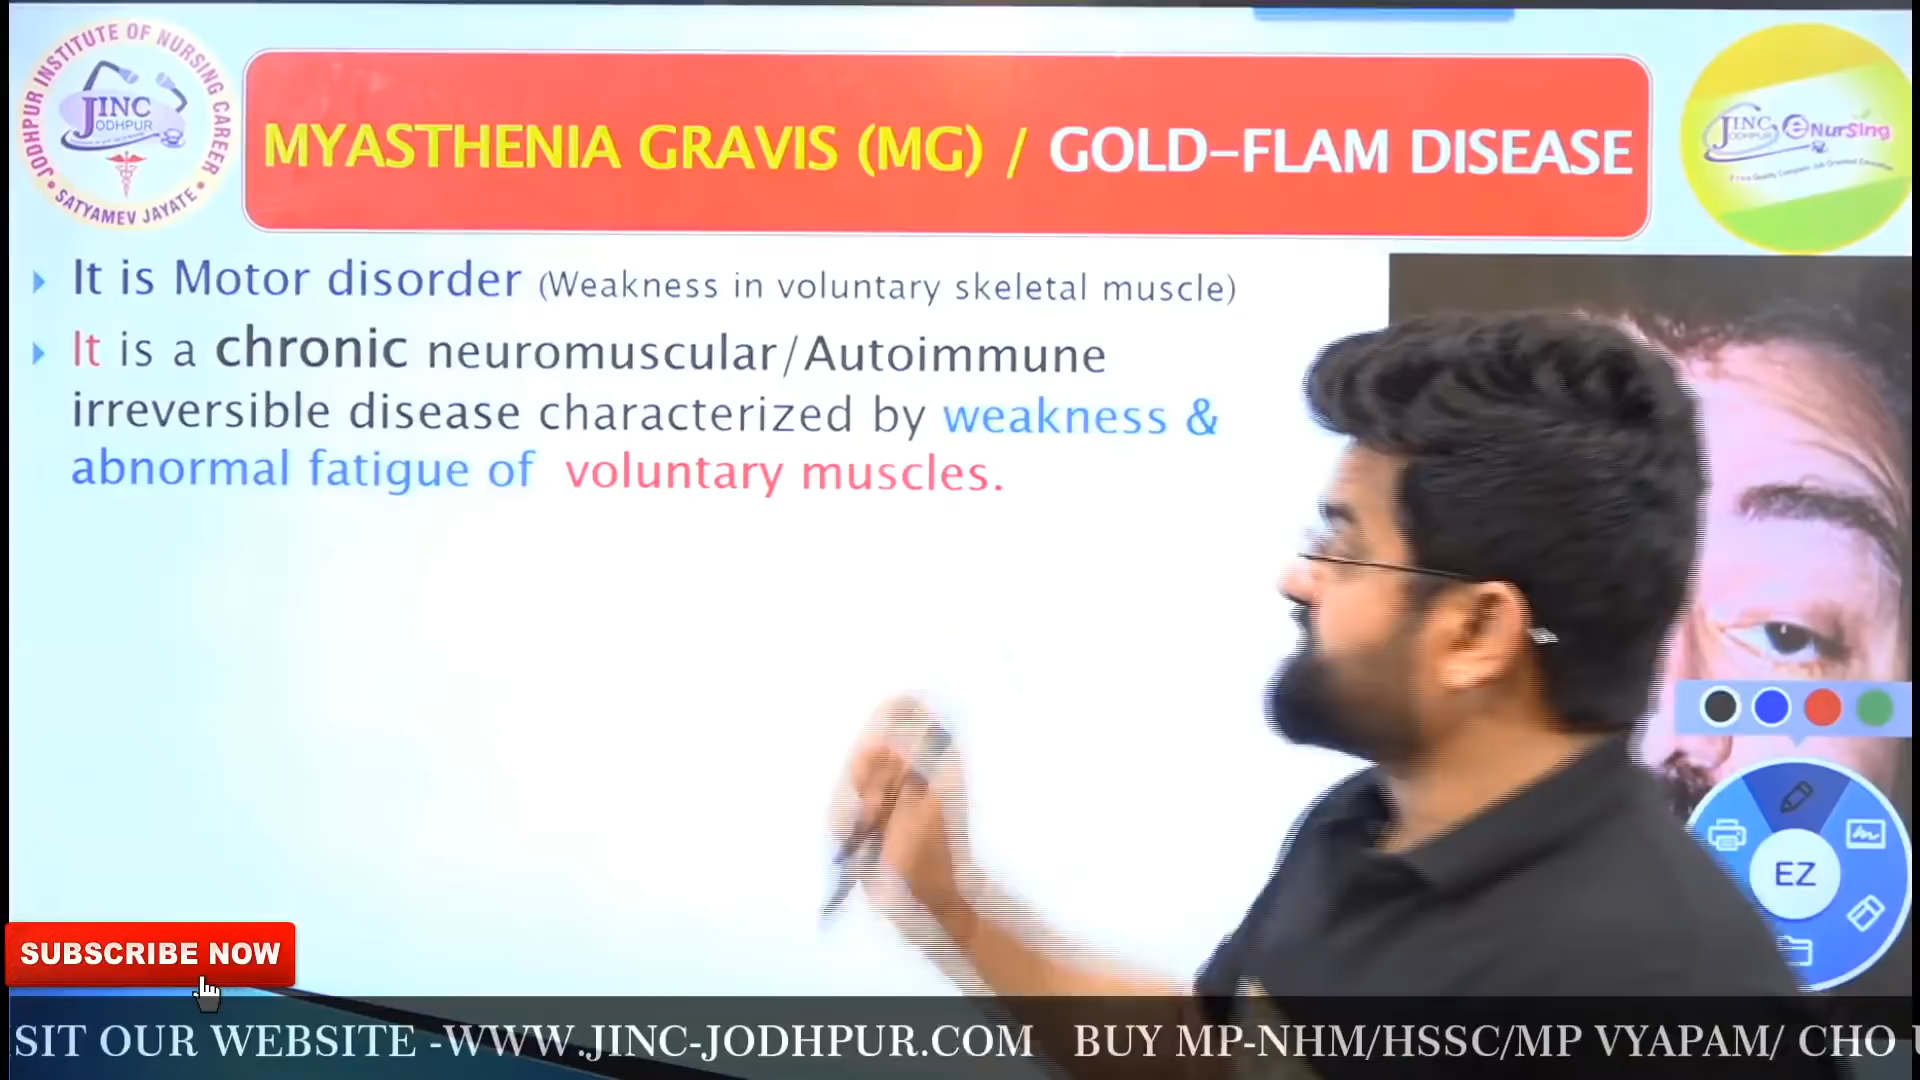 JODHPUR INSTITUTE OF NURSING CAREER
JINC
JODHPUR
• SATYAMEV JAYATE •
MYASTHENIA GRAVIS (MG) / GOLD-FLAM DISEASE
JINC
JODHPUR
eNursing
It is Motor disorder (Weakness in voluntary skeletal muscle)
It is a chronic neuromuscular/Autoimmune
irreversible disease characterized by weakness &
abnormal fatigue of voluntary muscles.
EZ
SUBSCRIBE NOW
ISIT OUR WEBSITE -WWW.JINC-JODHPUR.COM BUY MP-NHM/HSSC/MP VYAPAM/ CHO U